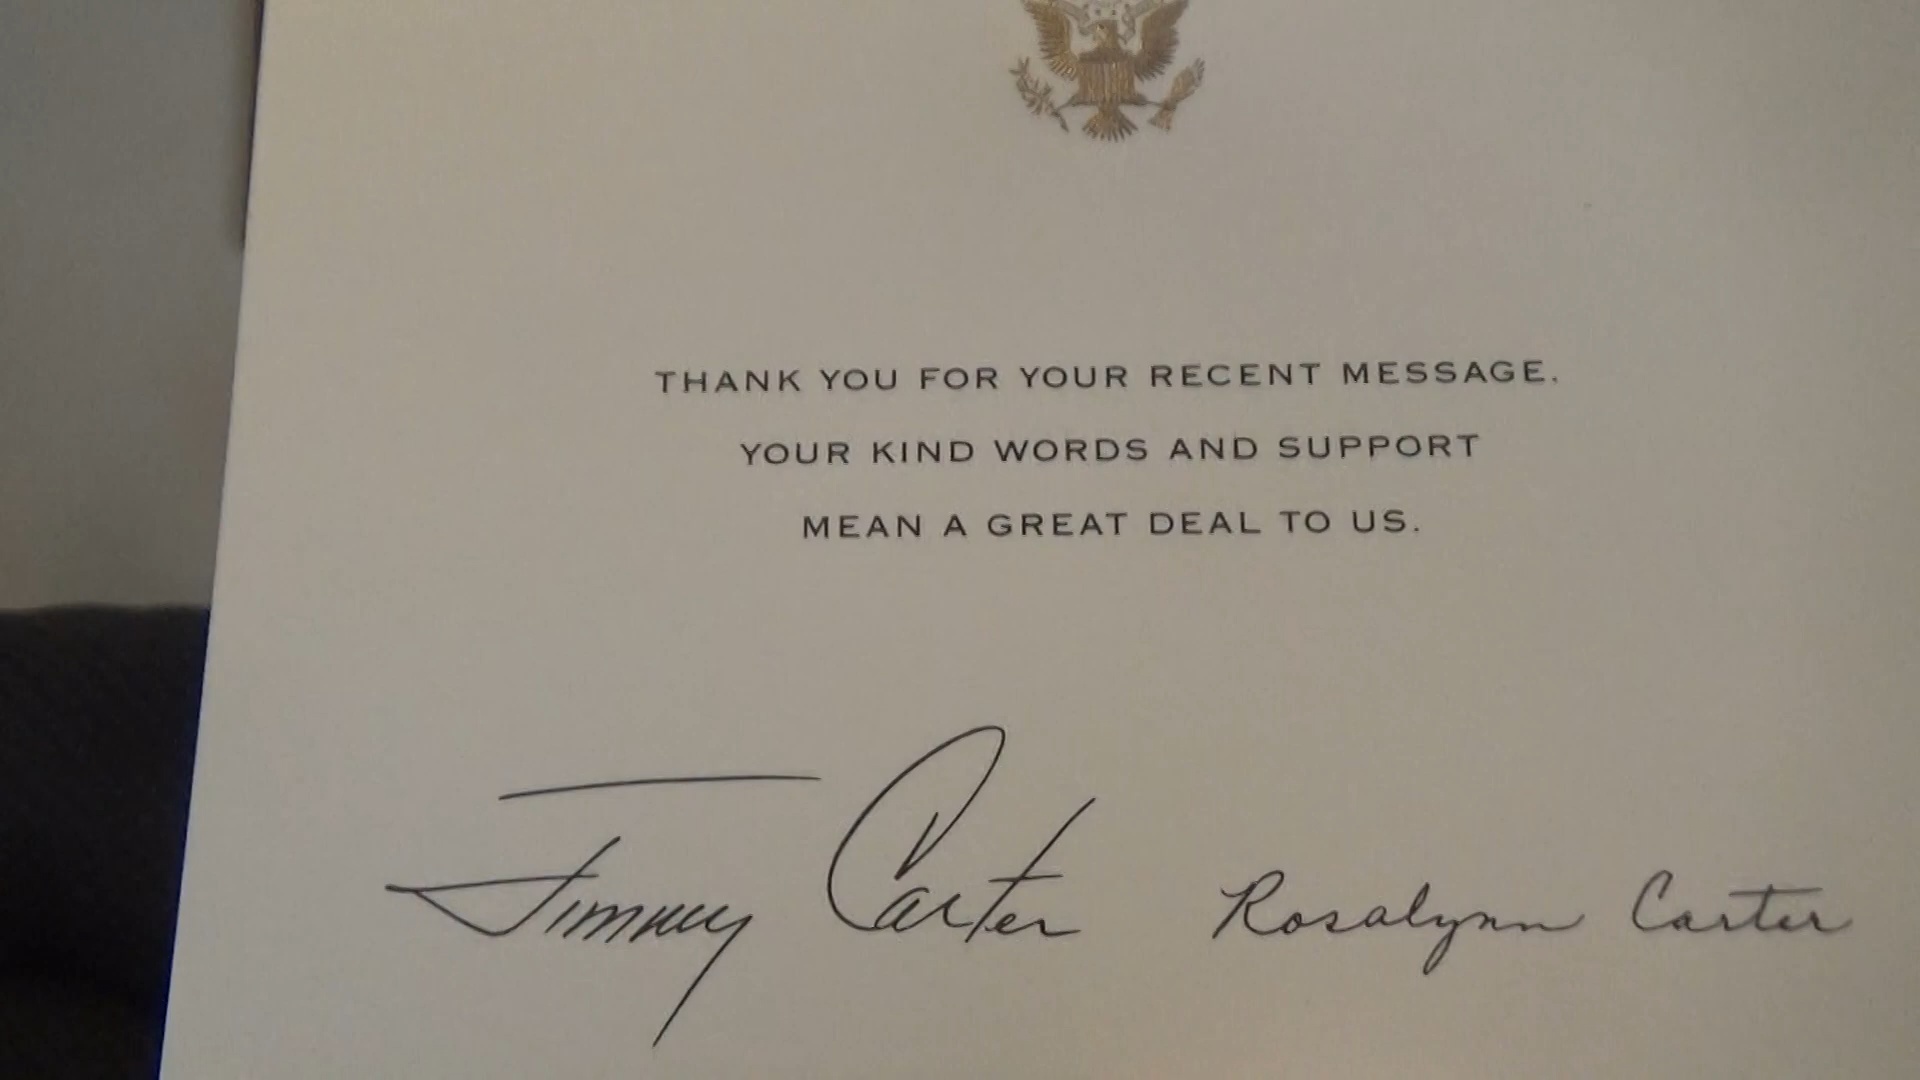 THANK YOU FOR YOUR RECENT MESSAGE.
YOUR KIND WORDS AND SUPPORT
MEAN A GREAT DEAL TO US.
Jimmy Carter Rosalynn Carter